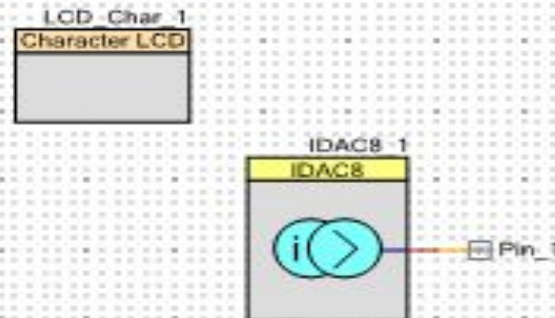 LCD_Char_1
Character LCD
IDAC8_1
IDAC8
i
Pin_1